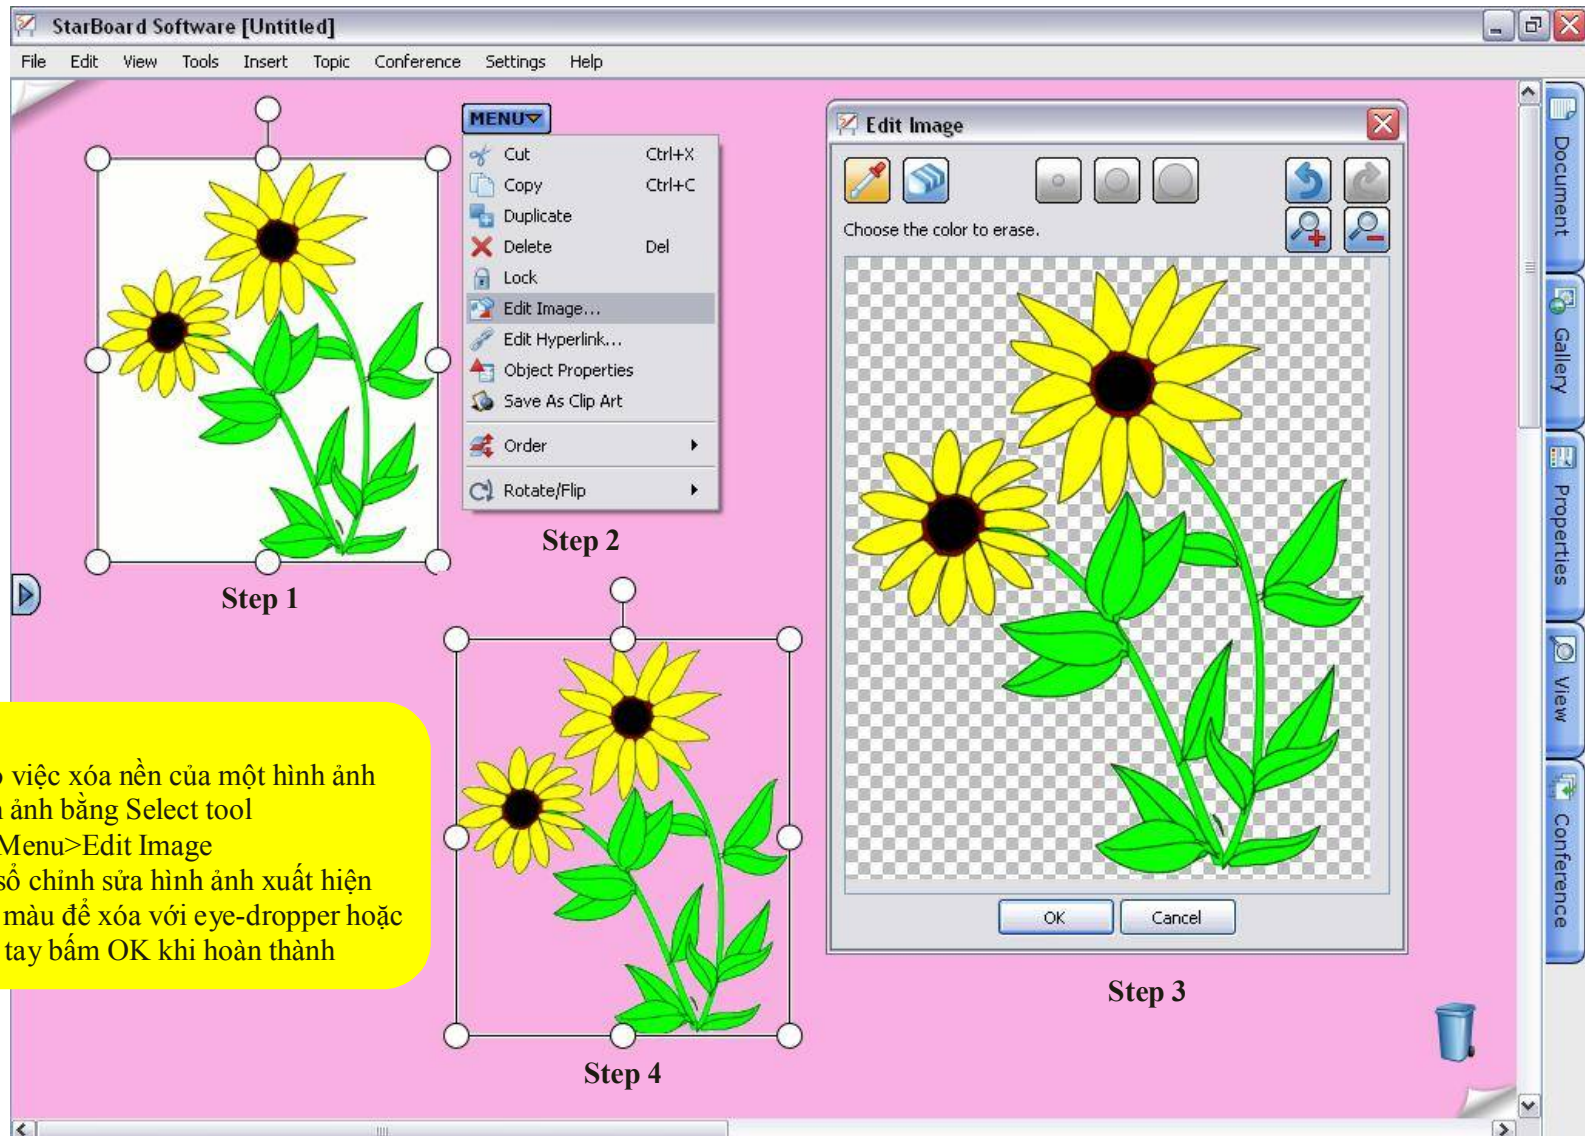 StarBoard Software [Untitled]
File Edit View Tools Insert Topic Conference Settings Help
MENU
Cut Ctrl+X
Copy Ctrl+C
Duplicate
Delete Del
Lock
Edit Image...
Edit Hyperlink...
Object Properties
Save As Clip Art
Order
Rotate/Flip
Step 2
Step 1
Edit Image
Choose the color to erase.
OK Cancel
Step 3
việc xóa nền của một hình ảnh
ảnh bằng Select tool
Menu>Edit Image
sổ chỉnh sửa hình ảnh xuất hiện
màu để xóa với eye-dropper hoặc
tay bấm OK khi hoàn thành
Step 4
Document
Gallery
Properties
View
Conference